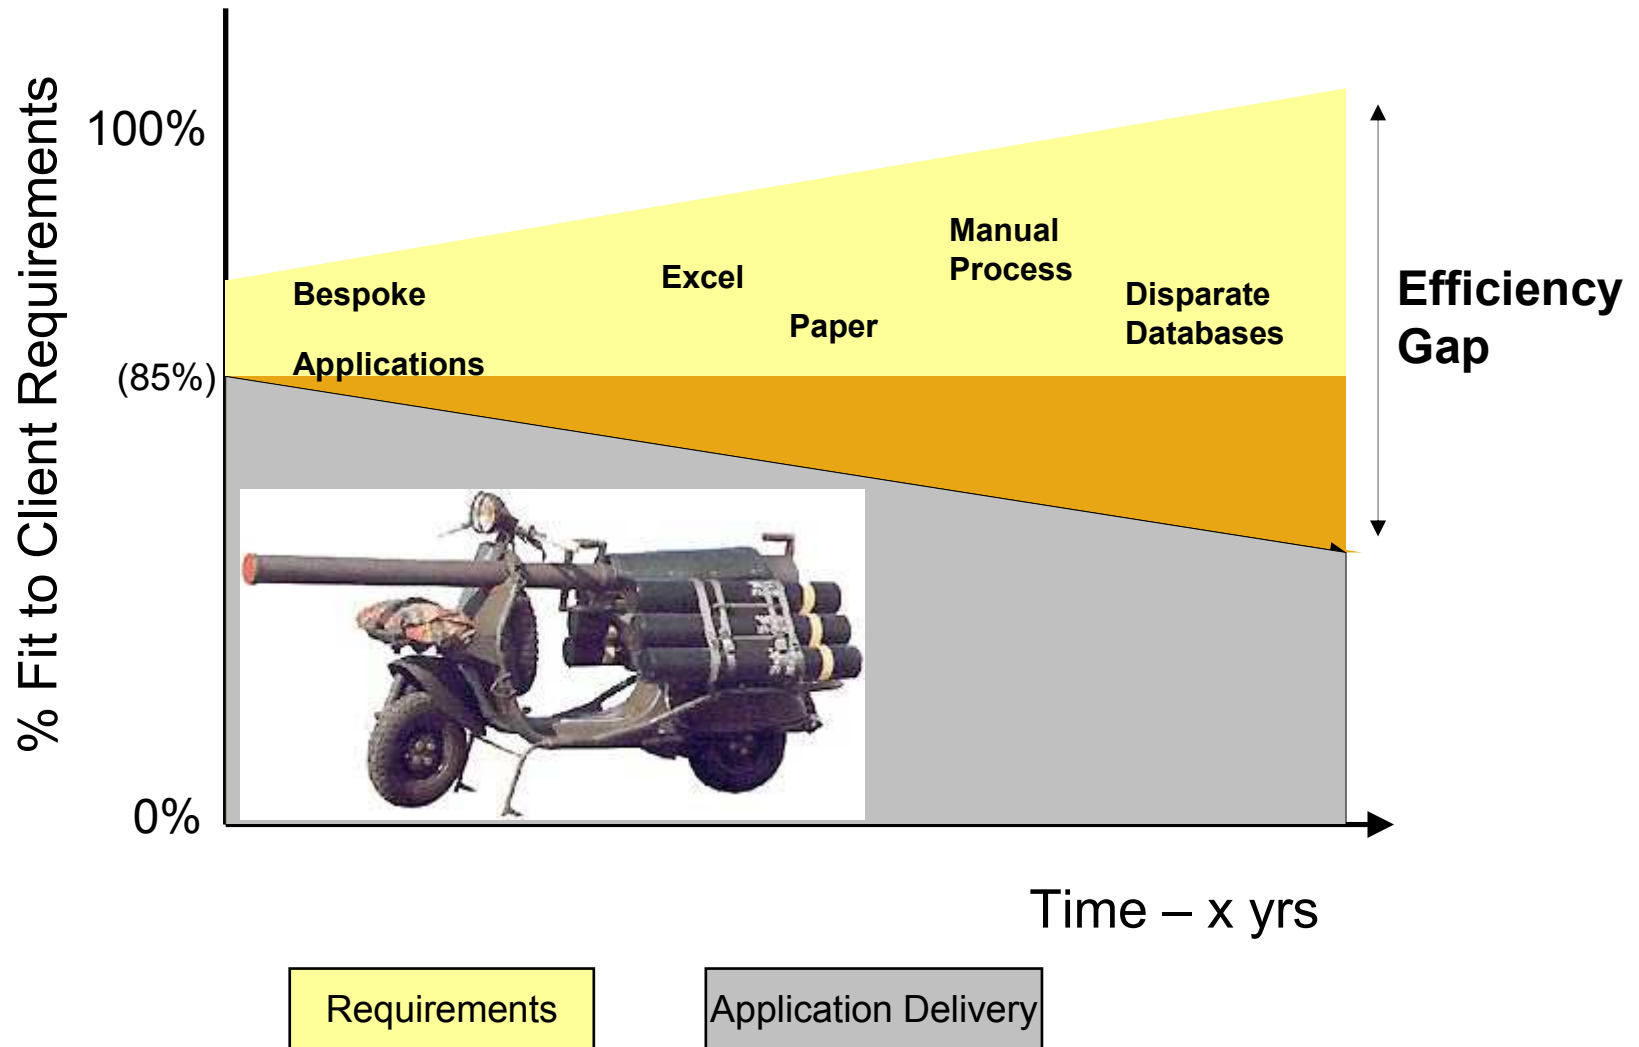 % Fit to Client Requirements
100%
(85%)
0%
Bespoke
Applications
Excel
Paper
Manual
Process
Disparate
Databases
Efficiency
Gap
Time – x yrs
Requirements
Application Delivery